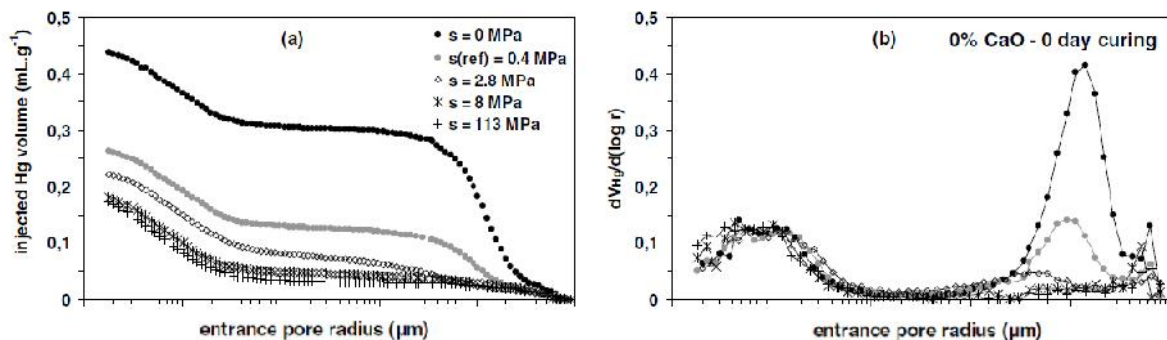 0,5
0,4
0,3
0,2
0,1
0
injected Hg volume (mL.g-1)
(a)
s = 0 MPa
s(ref) = 0.4 MPa
s = 2.8 MPa
s = 8 MPa
s = 113 MPa
entrance pore radius (µm)
0,5
0,4
0,3
0,2
0,1
0
dVHg/d(log r)
(b)
0% CaO - 0 day curing
entrance pore radius (µm)